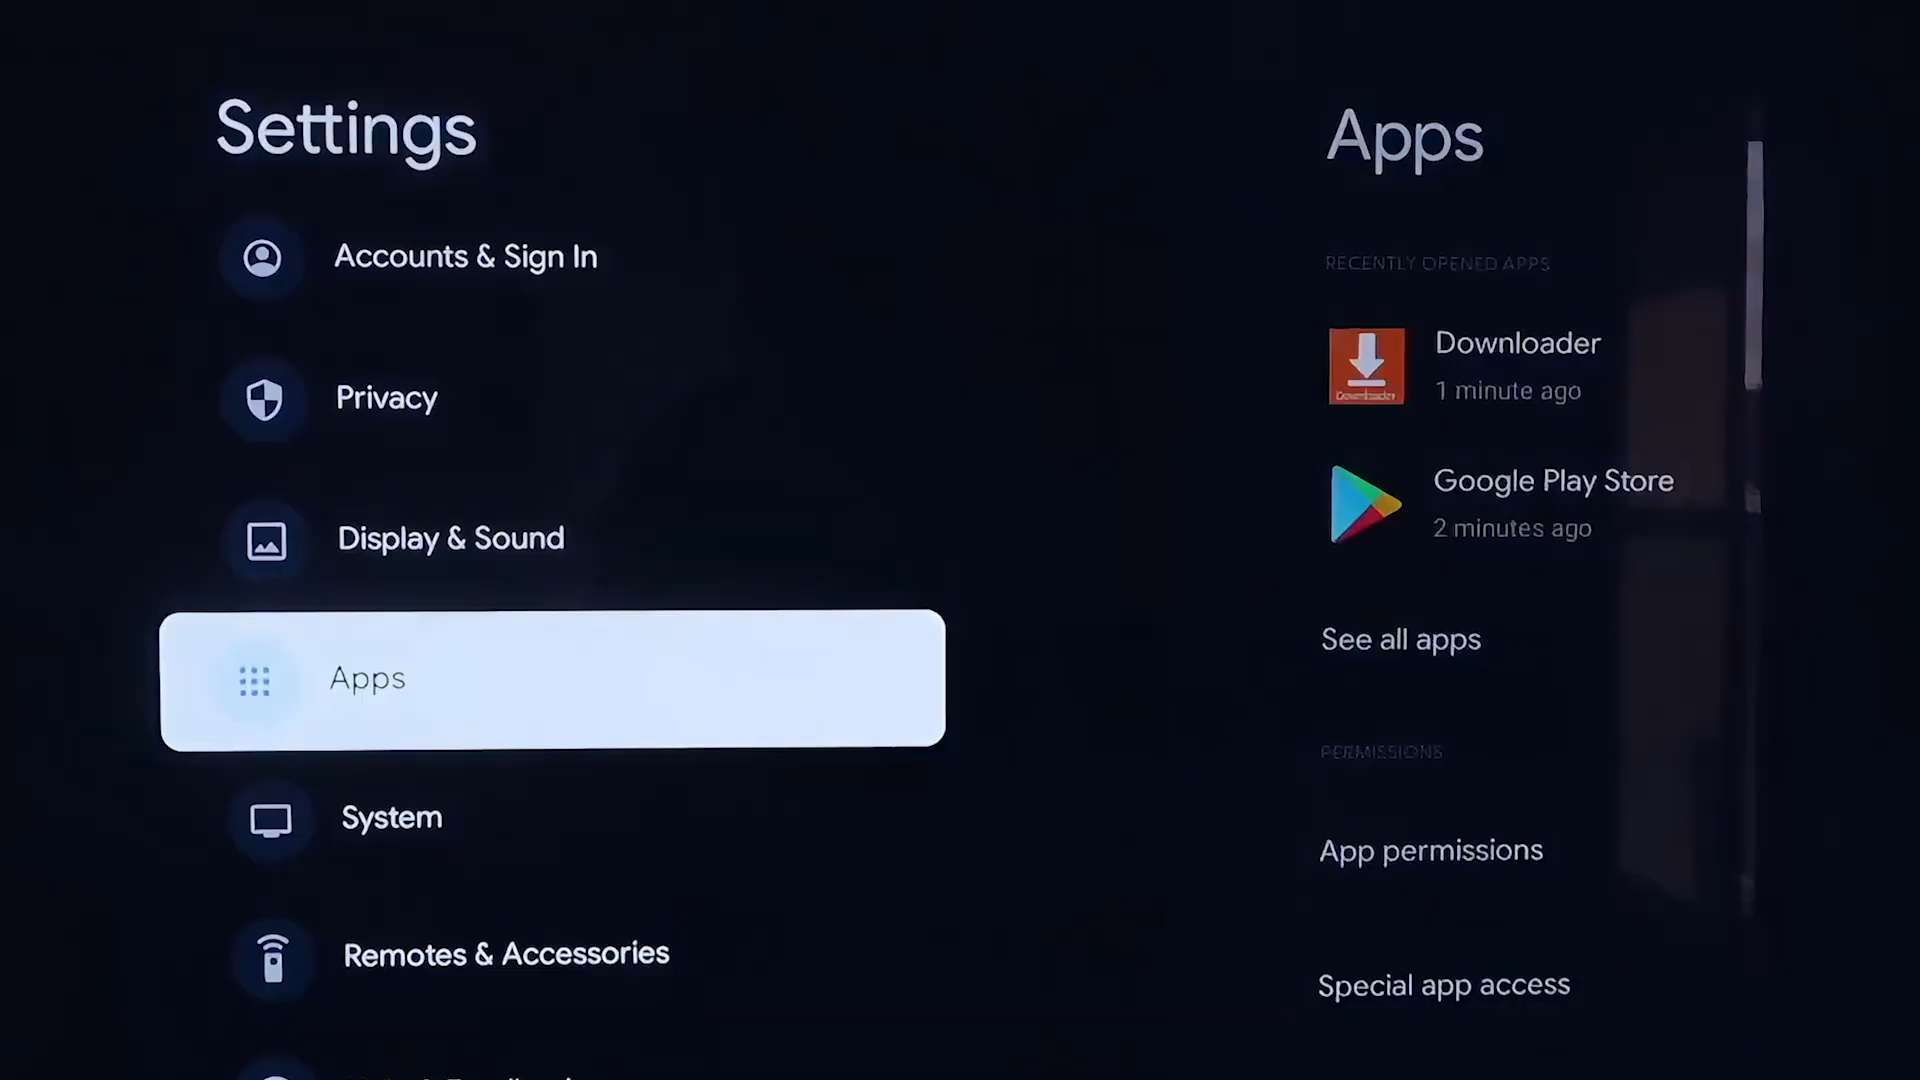 Settings
Accounts & Sign In
Privacy
Display & Sound
Apps
System
Remotes & Accessories
Apps
RECENTLY OPENED APPS
Downloader
Downloader
1 minute ago
Google Play Store
2 minutes ago
See all apps
PERMISSIONS
App permissions
Special app access